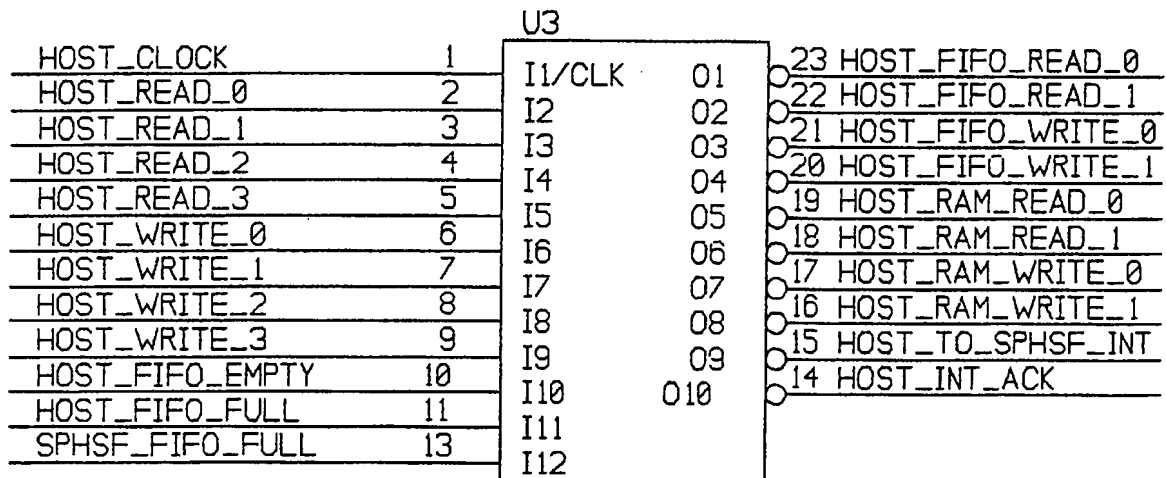 U3
HOST_CLOCK 1 I1/CLK O1 23 HOST_FIFO_READ_0
HOST_READ_0 2 I2 O2 22 HOST_FIFO_READ_1
HOST_READ_1 3 I3 O3 21 HOST_FIFO_WRITE_0
HOST_READ_2 4 I4 O4 20 HOST_FIFO_WRITE_1
HOST_READ_3 5 I5 O5 19 HOST_RAM_READ_0
HOST_WRITE_0 6 I6 O6 18 HOST_RAM_READ_1
HOST_WRITE_1 7 I7 O7 17 HOST_RAM_WRITE_0
HOST_WRITE_2 8 I8 O8 16 HOST_RAM_WRITE_1
HOST_WRITE_3 9 I9 O9 15 HOST_TO_SPHSF_INT
HOST_FIFO_EMPTY 10 I10 O10 14 HOST_INT_ACK
HOST_FIFO_FULL 11 I11
SPHSF_FIFO_FULL 13 I12